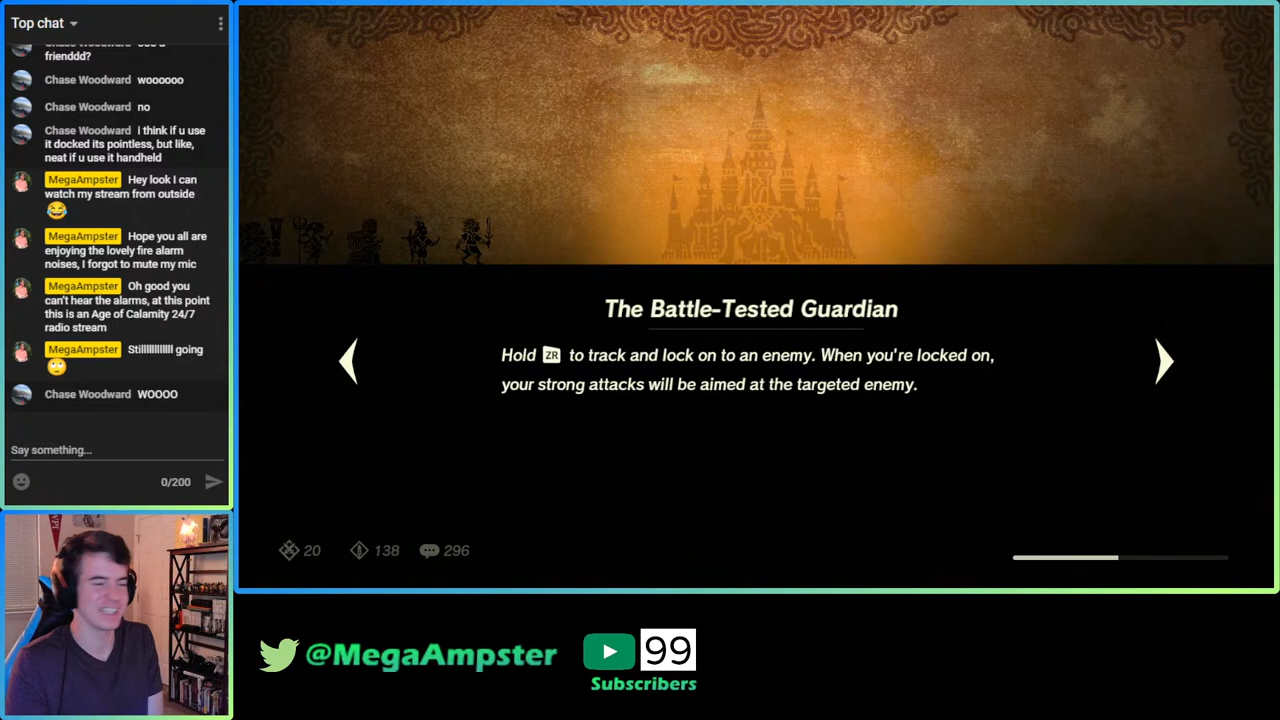 Top chat
frienddd?
Chase Woodward woooooo
Chase Woodward no
Chase Woodward i think if u use
it docked its pointless, but like,
neat if u use it handheld
MegaAmpster Hey look I can
watch my stream from outside
😂
MegaAmpster Hope you all are
enjoying the lovely fire alarm
noises, I forgot to mute my mic
MegaAmpster Oh good you
can't hear the alarms, at this point
this is an Age of Calamity 24/7
radio stream
MegaAmpster Stillllllllllllll going
🙄
Chase Woodward WOOOO
Say something...
0/200
The Battle-Tested Guardian
Hold ZR to track and lock on to an enemy. When you're locked on,
your strong attacks will be aimed at the targeted enemy.
20 138 296
@MegaAmpster
99
Subscribers